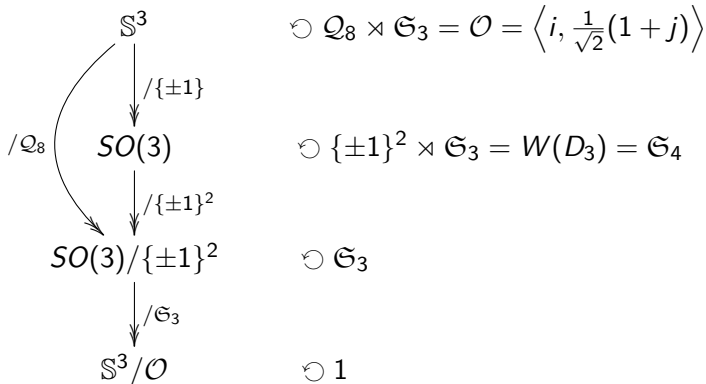 𝕊³ ↺ 𝒬₈ ⋊ 𝔖₃ = 𝒪 = ⟨i, 1/√2 (1 + j)⟩
/{±1}
/𝒬₈ SO(3) ↺ {±1}² ⋊ 𝔖₃ = W(D₃) = 𝔖₄
/{±1}²
SO(3)/{±1}² ↺ 𝔖₃
/𝔖₃
𝕊³/𝒪 ↺ 1